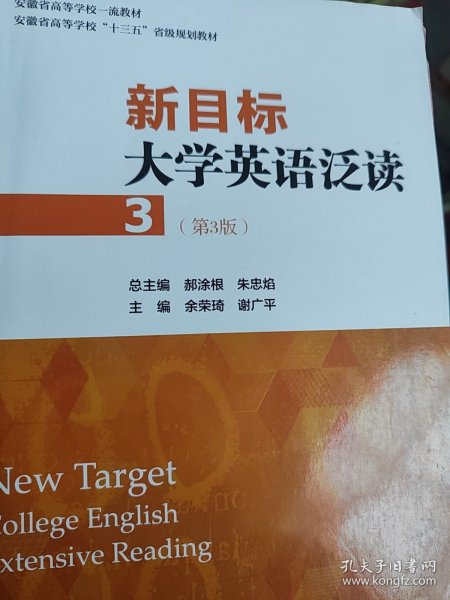 安徽省高等学校一流教材
安徽省高等学校“十三五”省级规划教材
新目标
大学英语泛读
3
（第3版）
总主编 郝涂根 朱忠焰
主 编 余荣琦 谢广平
New Target
College English
Extensive Reading
孔夫子旧书网
www.kongfz.com